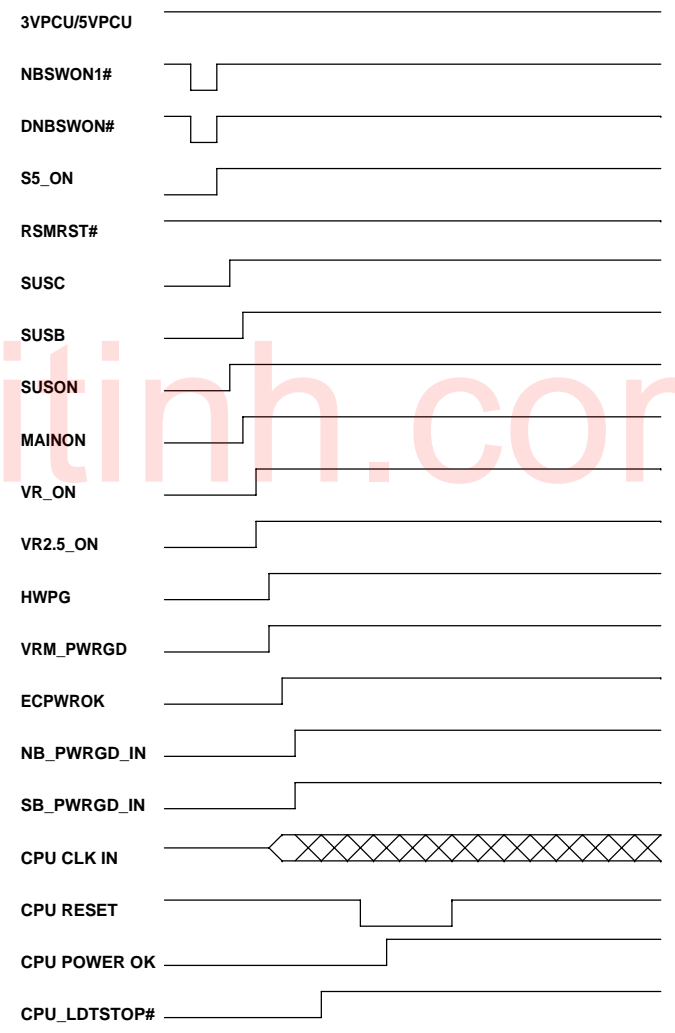 3VPCU/5VPCU
NBSWON1#
DNBSWON#
S5_ON
RSMRST#
SUSC
SUSB
SUSON
itinh.com
MAINON
VR_ON
VR2.5_ON
HWPG
VRM_PWRGD
ECPWROK
NB_PWRGD_IN
SB_PWRGD_IN
CPU CLK IN
CPU RESET
CPU POWER OK
CPU_LDTSTOP#